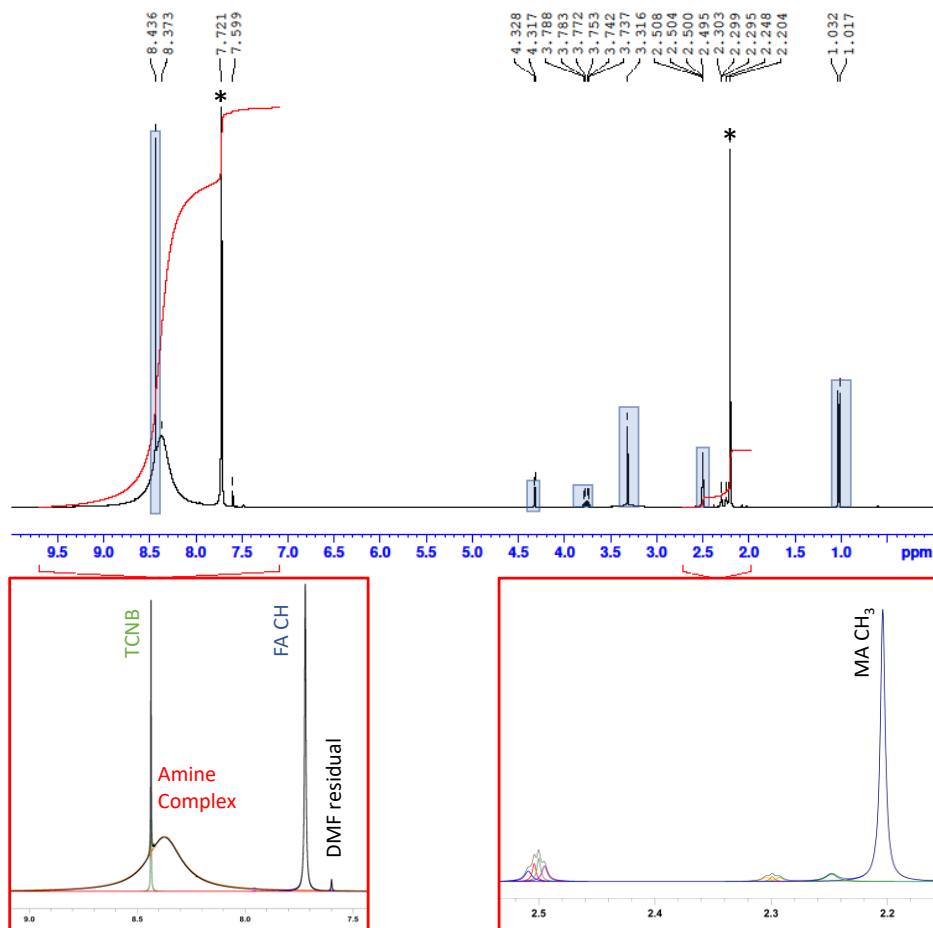 8.436
8.373
7.721
7.599
4.328
4.317
3.788
3.783
3.772
3.753
3.742
3.737
3.316
2.508
2.504
2.500
2.495
2.303
2.299
2.295
2.248
2.204
1.032
1.017
* *
9.5 9.0 8.5 8.0 7.5 7.0 6.5 6.0 5.5 5.0 4.5 4.0 3.5 3.0 2.5 2.0 1.5 1.0 ppm
TCNB
Amine
Complex
FA CH
DMF residual
9.0 8.5 8.0 7.5
MA CH₃
2.5 2.4 2.3 2.2